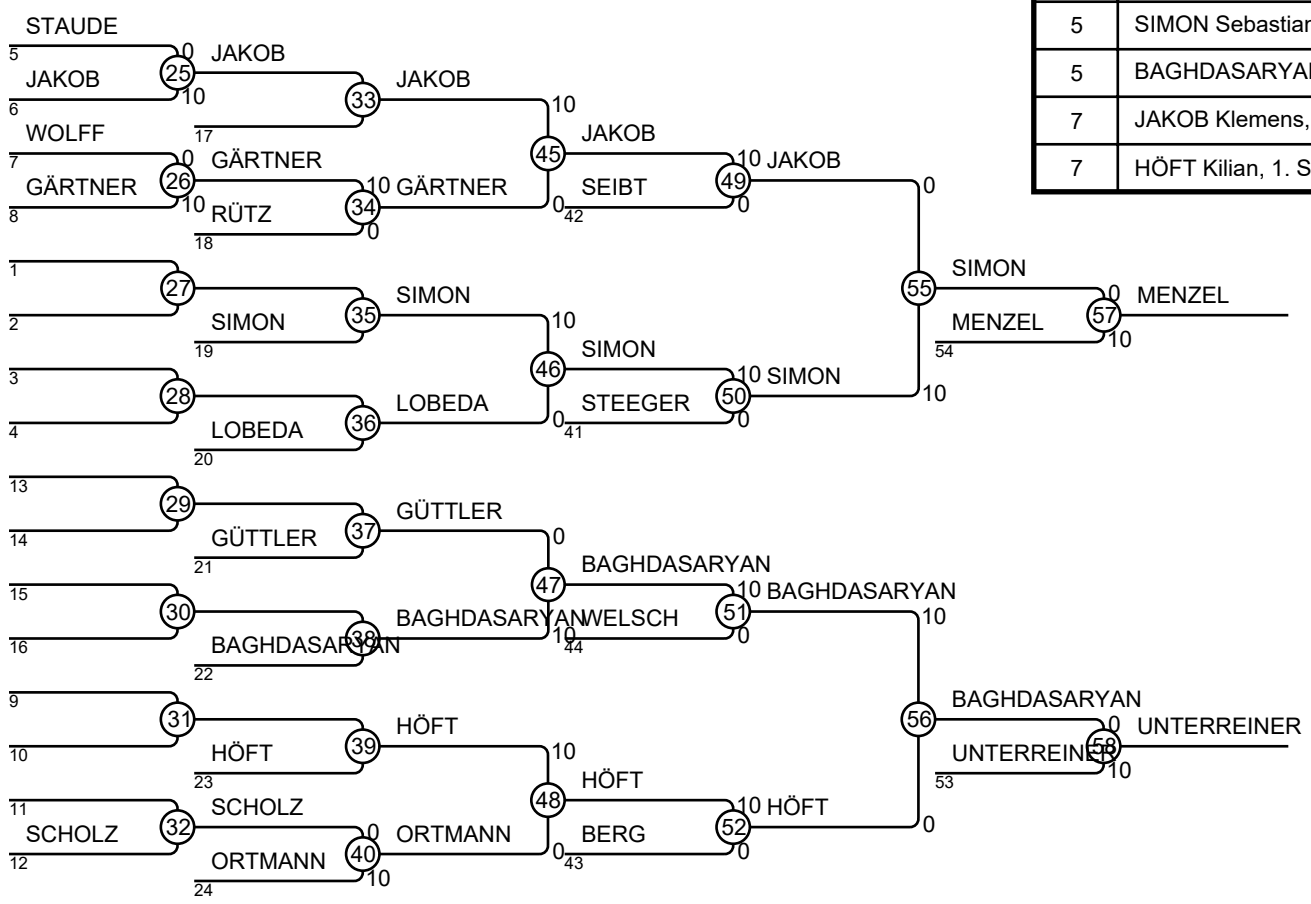 STAUDE
5 SIMON Sebastian
5 0 JAKOB
25
JAKOB JAKOB
10 33
6 10
5 BAGHDASARYAN
WOLFF 17
7 JAKOB Klemens,
7 0 GÄRTNER 45 JAKOB
26 10 GÄRTNER 10 JAKOB
GÄRTNER SEIBT 49 0
7 HÖFT Kilian, 1. S
8 10 RÜTZ 34 0 42 0
18 0
1 SIMON
27 SIMON 55
2 SIMON 35 10 0 MENZEL
19 MENZEL 57
SIMON 54 10
3 46 10 SIMON
28 LOBEDA STEEGER 50 10
4 LOBEDA 36 0 41 0
20
13
29 GÜTTLER
14 GÜTTLER 37 0
21 BAGHDASARYAN
15 47 10 BAGHDASARYAN
30 BAGHDASARYAN WELSCH 51 10
16 BAGHDASARYAN 38 10 44 0
22
9 BAGHDASARYAN
31 HÖFT 56 0 UNTERREINER
10 HÖFT 39 10 UNTERREINER 58
23 53 10
HÖFT
11 SCHOLZ 48 10 HÖFT
SCHOLZ 32 0 ORTMANN BERG 52 0
12 ORTMANN 40 0 43 0
24 10